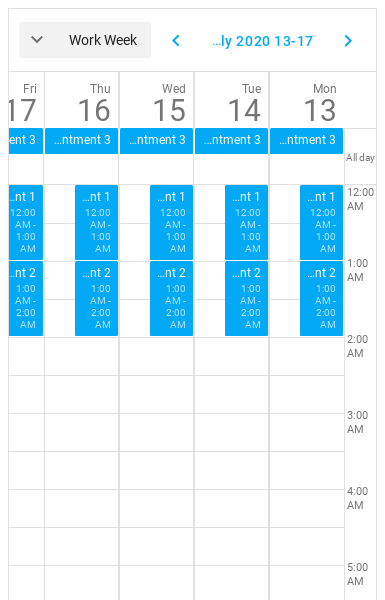 Work Week
…ly 2020 13-17
Mon
13
Tue
14
Wed
15
Thu
16
Fri
17
All day
…ntment 3
…ntment 3
…ntment 3
…ntment 3
ent 3
12:00
AM
…nt 1
12:00
AM -
1:00
AM
…nt 1
12:00
AM -
1:00
AM
…nt 1
12:00
AM -
1:00
AM
…nt 1
12:00
AM -
1:00
AM
…nt 1
12:00
AM -
1:00
AM
1:00
AM
…nt 2
1:00
AM -
2:00
AM
…nt 2
1:00
AM -
2:00
AM
…nt 2
1:00
AM -
2:00
AM
…nt 2
1:00
AM -
2:00
AM
…nt 2
1:00
AM -
2:00
AM
2:00
AM
3:00
AM
4:00
AM
5:00
AM